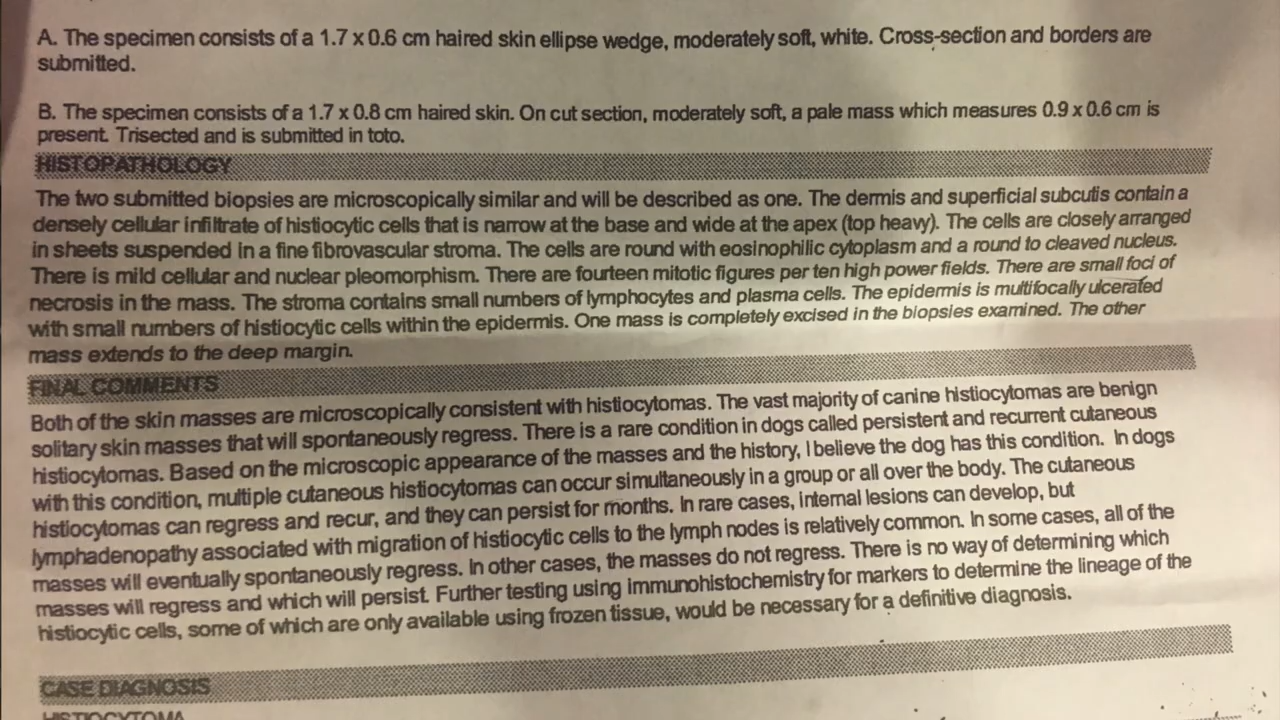 A. The specimen consists of a 1.7 x 0.6 cm haired skin ellipse wedge, moderately soft, white. Cross-section and borders are
submitted.
B. The specimen consists of a 1.7 x 0.8 cm haired skin. On cut section, moderately soft, a pale mass which measures 0.9 x 0.6 cm is
present. Trisected and is submitted in toto.
HISTOPATHOLOGY
The two submitted biopsies are microscopically similar and will be described as one. The dermis and superficial subcutis contain a
densely cellular infiltrate of histiocytic cells that is narrow at the base and wide at the apex (top heavy). The cells are closely arranged
in sheets suspended in a fine fibrovascular stroma. The cells are round with eosinophilic cytoplasm and a round to cleaved nucleus.
There is mild cellular and nuclear pleomorphism. There are fourteen mitotic figures per ten high power fields. There are small foci of
necrosis in the mass. The stroma contains small numbers of lymphocytes and plasma cells. The epidermis is multifocally ulcerated
with small numbers of histiocytic cells within the epidermis. One mass is completely excised in the biopsies examined. The other
mass extends to the deep margin.
FINAL COMMENTS
Both of the skin masses are microscopically consistent with histiocytomas. The vast majority of canine histiocytomas are benign
solitary skin masses that will spontaneously regress. There is a rare condition in dogs called persistent and recurrent cutaneous
histiocytomas. Based on the microscopic appearance of the masses and the history, I believe the dog has this condition. In dogs
with this condition, multiple cutaneous histiocytomas can occur simultaneously in a group or all over the body. The cutaneous
histiocytomas can regress and recur, and they can persist for months. In rare cases, internal lesions can develop, but
lymphadenopathy associated with migration of histiocytic cells to the lymph nodes is relatively common. In some cases, all of the
masses will eventually spontaneously regress. In other cases, the masses do not regress. There is no way of determining which
masses will regress and which will persist. Further testing using immunohistochemistry for markers to determine the lineage of the
histiocytic cells, some of which are only available using frozen tissue, would be necessary for a definitive diagnosis.
CASE DIAGNOSIS
HISTIOCYTOMA